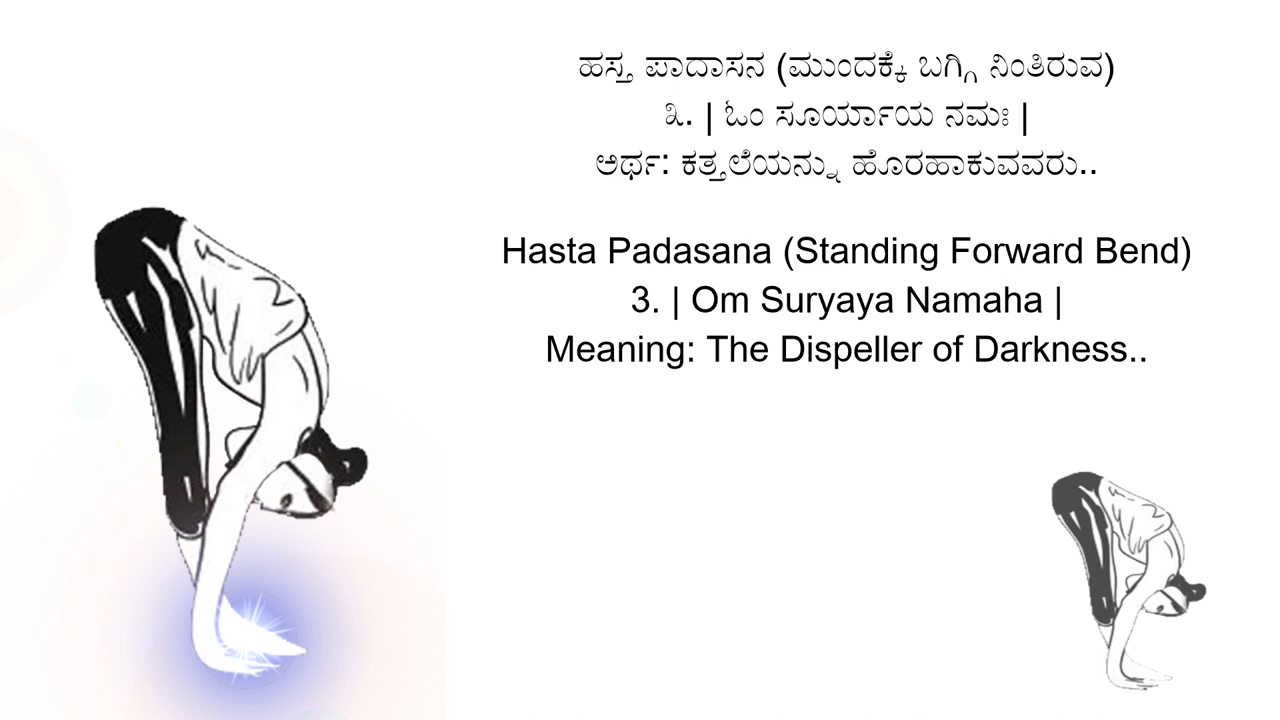 ಹಸ್ತ ಪಾದಾಸನ (ಮುಂದಕ್ಕೆ ಬಗ್ಗಿ ನಿಂತಿರುವ)
೩. | ಓಂ ಸೂರ್ಯಾಯ ನಮಃ |
ಅರ್ಥ: ಕತ್ತಲೆಯನ್ನು ಹೊರಹಾಕುವವರು..
Hasta Padasana (Standing Forward Bend)
3. | Om Suryaya Namaha |
Meaning: The Dispeller of Darkness..